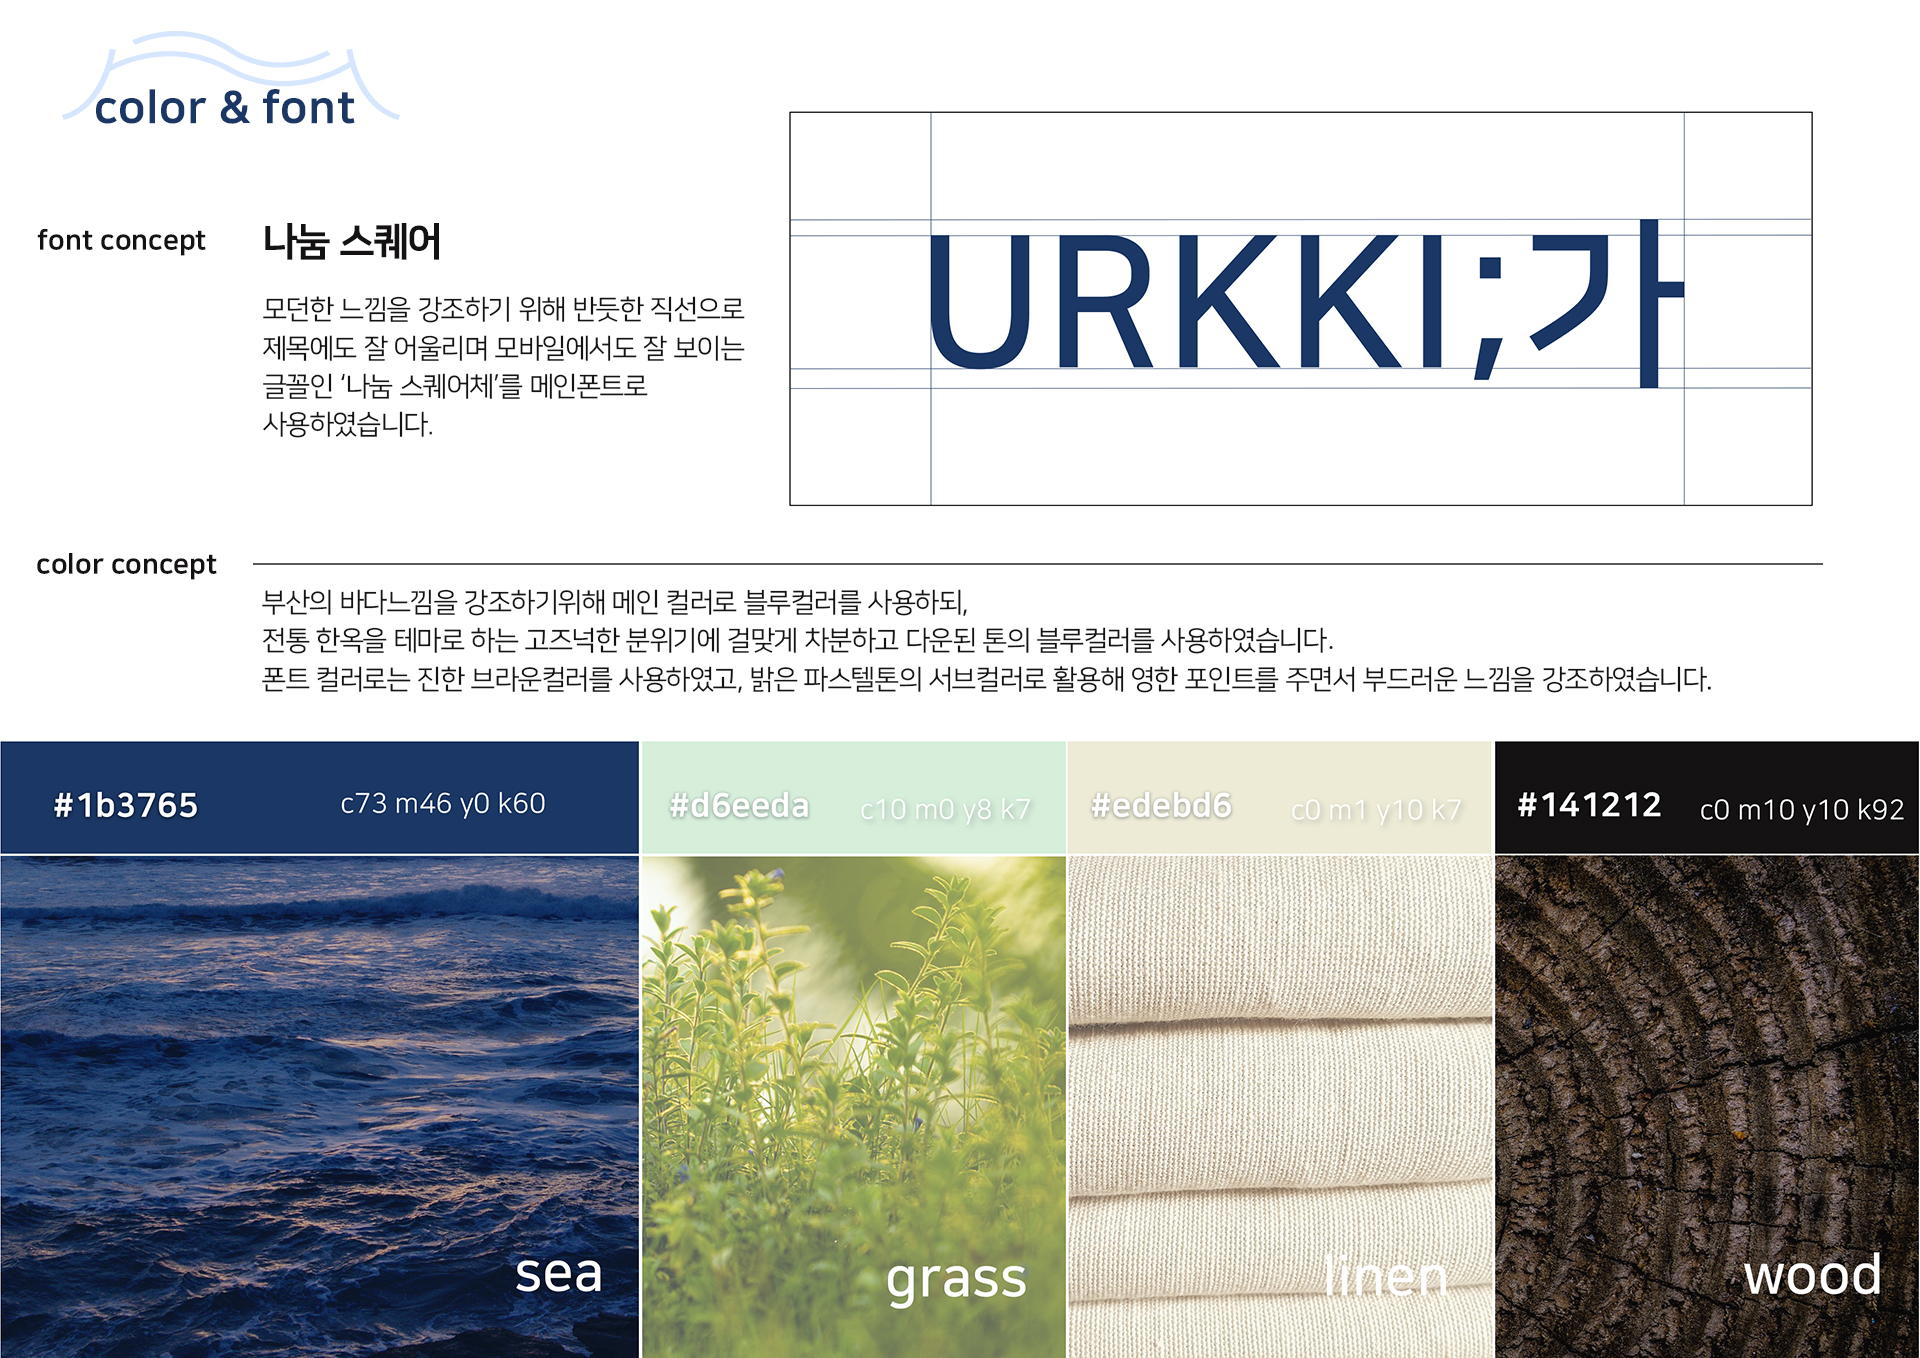 color & font
font concept
나눔 스퀘어
모던한 느낌을 강조하기 위해 반듯한 직선으로
제목에도 잘 어울리며 모바일에서도 잘 보이는
글꼴인 ‘나눔 스퀘어체’를 메인폰트로
사용하였습니다.
URKKI;가
color concept
부산의 바다느낌을 강조하기위해 메인 컬러로 블루컬러를 사용하되,
전통 한옥을 테마로 하는 고즈넉한 분위기에 걸맞게 차분하고 다운된 톤의 블루컬러를 사용하였습니다.
폰트 컬러로는 진한 브라운컬러를 사용하였고, 밝은 파스텔톤의 서브컬러로 활용해 영한 포인트를 주면서 부드러운 느낌을 강조하였습니다.
#1b3765
c73 m46 y0 k60
#d6eeda
c10 m0 y8 k7
#edebd6
c0 m1 y10 k7
#141212
c0 m10 y10 k92
sea
grass
linen
wood